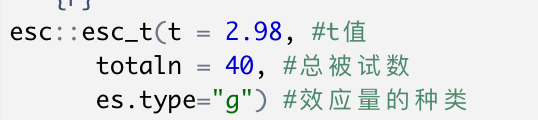 {r}
esc::esc_t(t = 2.98, #t值
totaln = 40, #总被试数
es.type="g") #效应量的种类